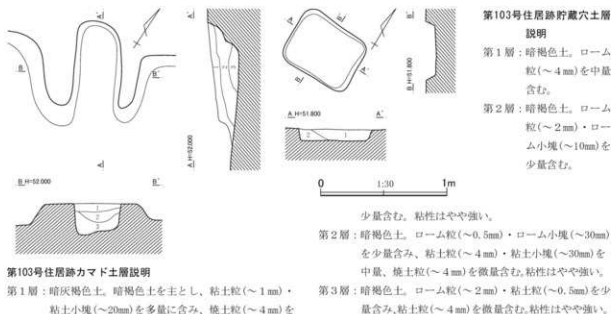 第103号住居跡貯蔵穴土層
説明
第1層：暗褐色土。ローム
粒(～4㎜)を中量
含む。
第2層：暗褐色土。ローム
粒(～2㎜)・ロー
ム小塊(～10㎜)を
少量含む。
A
A'
B
B'
A H=52.000
A'
1
2
3
A
A'
B
B'
B H=51.800
B'
A H=51.800
A'
2
1
0
1:30
1m
B H=52.000
B'
1
2
3
第103号住居跡カマド土層説明
第1層：暗灰褐色土。暗褐色土を主とし、粘土粒(～1㎜)・
粘土小塊(～20㎜)を多量に含み、焼土粒(～4㎜)を
少量含む。粘性はやや強い。
第2層：暗褐色土。ローム粒(～0.5㎜)・ローム小塊(～30㎜)
を少量含み、粘土粒(～4㎜)・粘土小塊(～30㎜)を
中量、焼土粒(～4㎜)を微量含む。粘性はやや強い。
第3層：暗褐色土。ローム粒(～2㎜)・粘土粒(～0.5㎜)を少
量含み、粘土粒(～4㎜)を微量含む。粘性はやや強い。